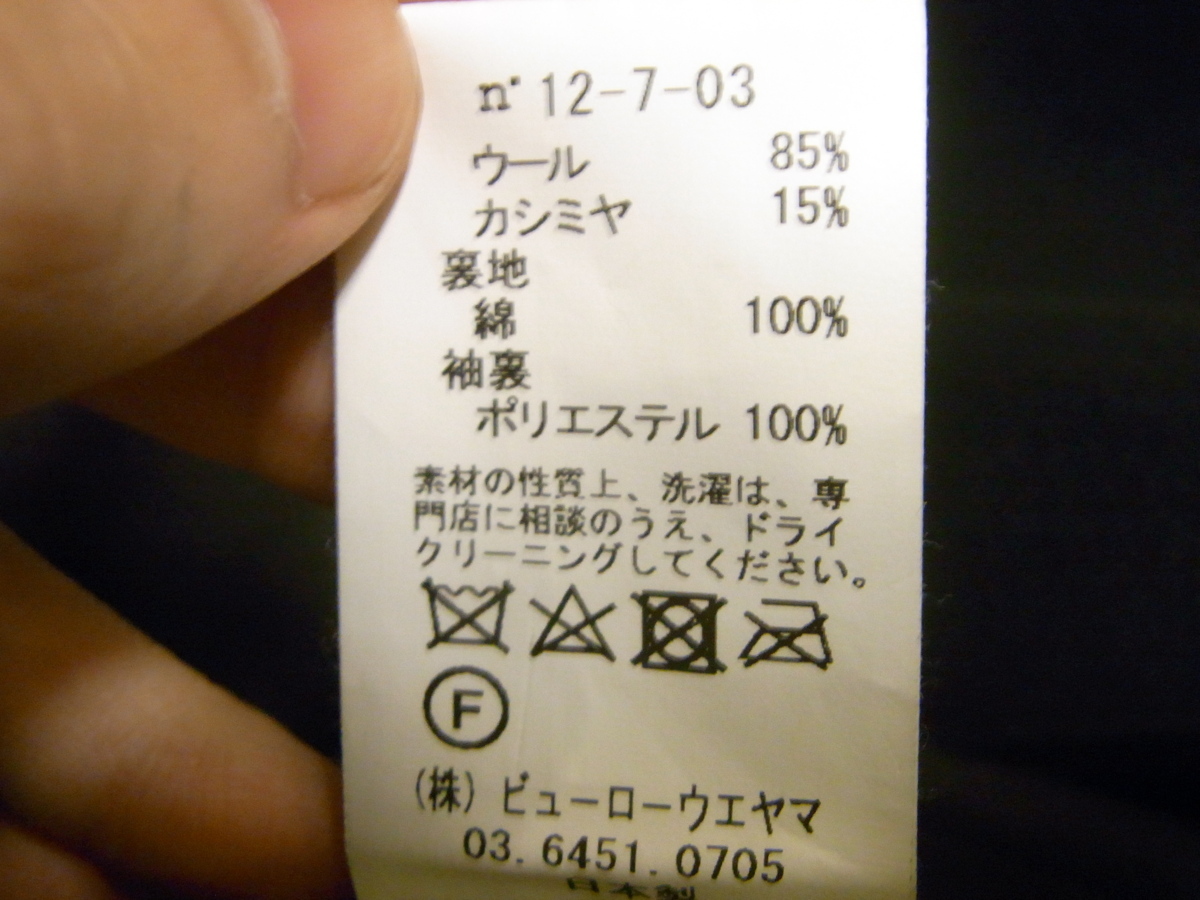 n° 12-7-03
ウール 85%
カシミヤ 15%
裏地
綿 100%
袖裏
ポリエステル 100%
素材の性質上、洗濯は、専
門店に相談のうえ、ドライ
クリーニングしてください。
F
(株) ビューローウエヤマ
03. 6451. 0705
日本製